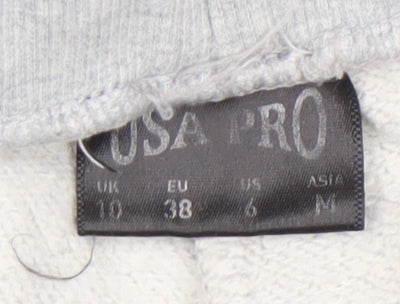 USA PRO
UK EU US ASIA
10 38 6 M